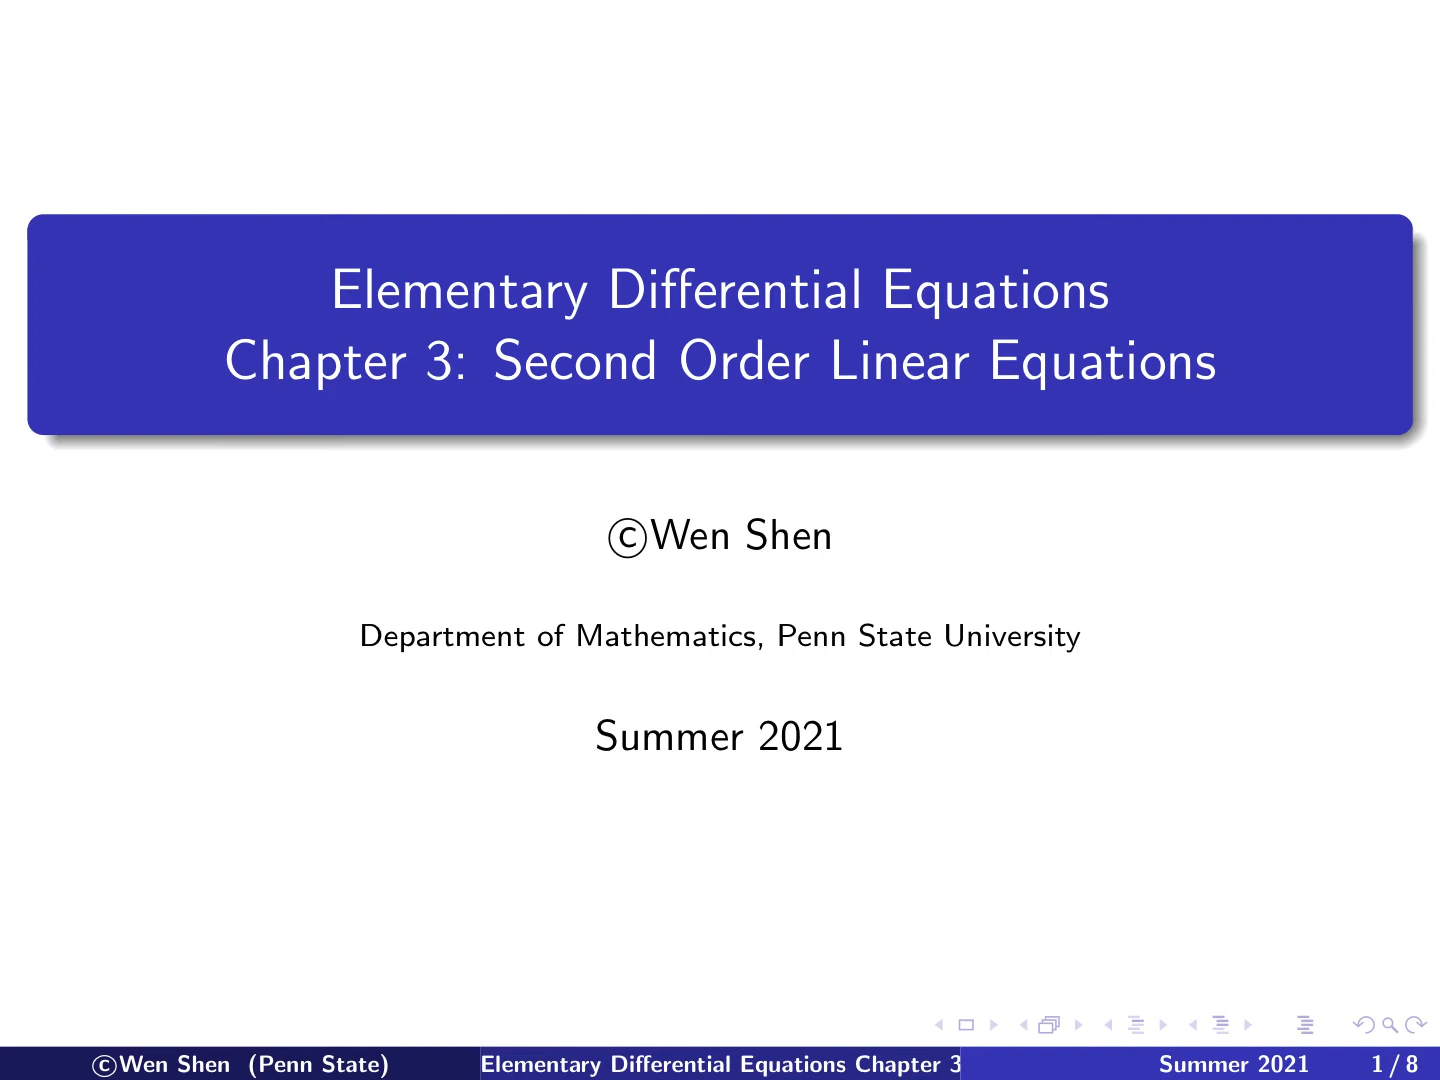 Elementary Differential Equations
Chapter 3: Second Order Linear Equations
©Wen Shen
Department of Mathematics, Penn State University
Summer 2021
©Wen Shen (Penn State) Elementary Differential Equations Chapter 3 Summer 2021 1 / 8